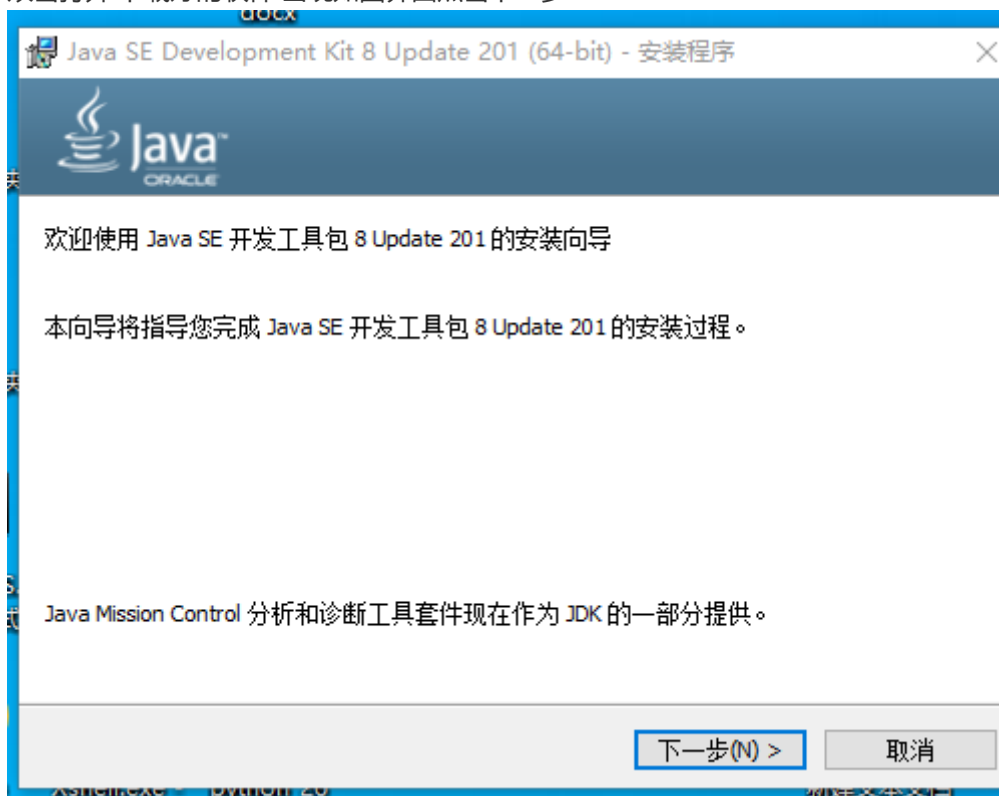 docx
Java SE Development Kit 8 Update 201 (64-bit) - 安装程序
Java™
ORACLE
欢迎使用 Java SE 开发工具包 8 Update 201 的安装向导
本向导将指导您完成 Java SE 开发工具包 8 Update 201 的安装过程。
Java Mission Control 分析和诊断工具套件现在作为 JDK 的一部分提供。
下一步(N) >
取消